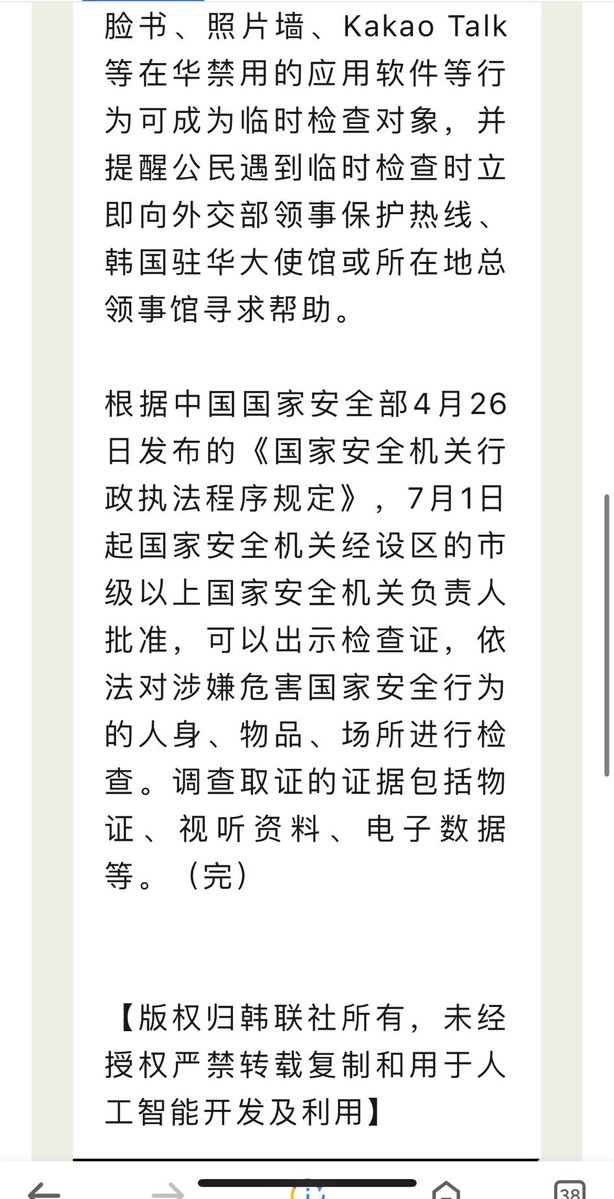 脸书、照片墙、Kakao Talk
等在华禁用的应用软件等行
为可成为临时检查对象，并
提醒公民遇到临时检查时立
即向外交部领事保护热线、
韩国驻华大使馆或所在地总
领事馆寻求帮助。
根据中国国家安全部4月26
日发布的《国家安全机关行
政执法程序规定》，7月1日
起国家安全机关经设区的市
级以上国家安全机关负责人
批准，可以出示检查证，依
法对涉嫌危害国家安全行为
的人身、物品、场所进行检
查。调查取证的证据包括物
证、视听资料、电子数据
等。（完）
【版权归韩联社所有，未经
授权严禁转载复制和用于人
工智能开发及利用】
38